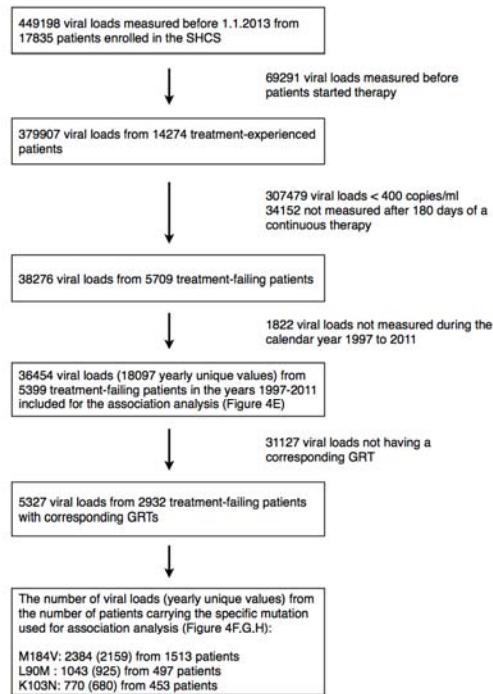 449198 viral loads measured before 1.1.2013 from
17835 patients enrolled in the SHCS
69291 viral loads measured before
patients started therapy
379907 viral loads from 14274 treatment-experienced
patients
307479 viral loads < 400 copies/ml
34152 not measured after 180 days of a
continuous therapy
38276 viral loads from 5709 treatment-failing patients
1822 viral loads not measured during the
calendar year 1997 to 2011
36454 viral loads (18097 yearly unique values) from
5399 treatment-failing patients in the years 1997-2011
included for the association analysis (Figure 4E)
31127 viral loads not having a
corresponding GRT
5327 viral loads from 2932 treatment-failing patients
with corresponding GRTs
The number of viral loads (yearly unique values) from
the number of patients carrying the specific mutation
used for association analysis (Figure 4F,G,H):
M184V: 2384 (2159) from 1513 patients
L90M : 1043 (925) from 497 patients
K103N: 770 (680) from 453 patients